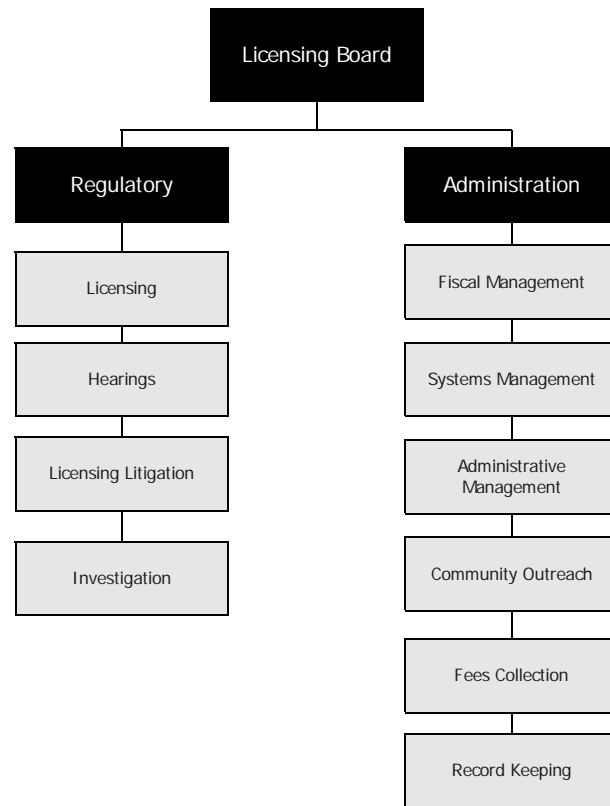 Licensing Board
Regulatory
Licensing
Hearings
Licensing Litigation
Investigation
Administration
Fiscal Management
Systems Management
Administrative
Management
Community Outreach
Fees Collection
Record Keeping